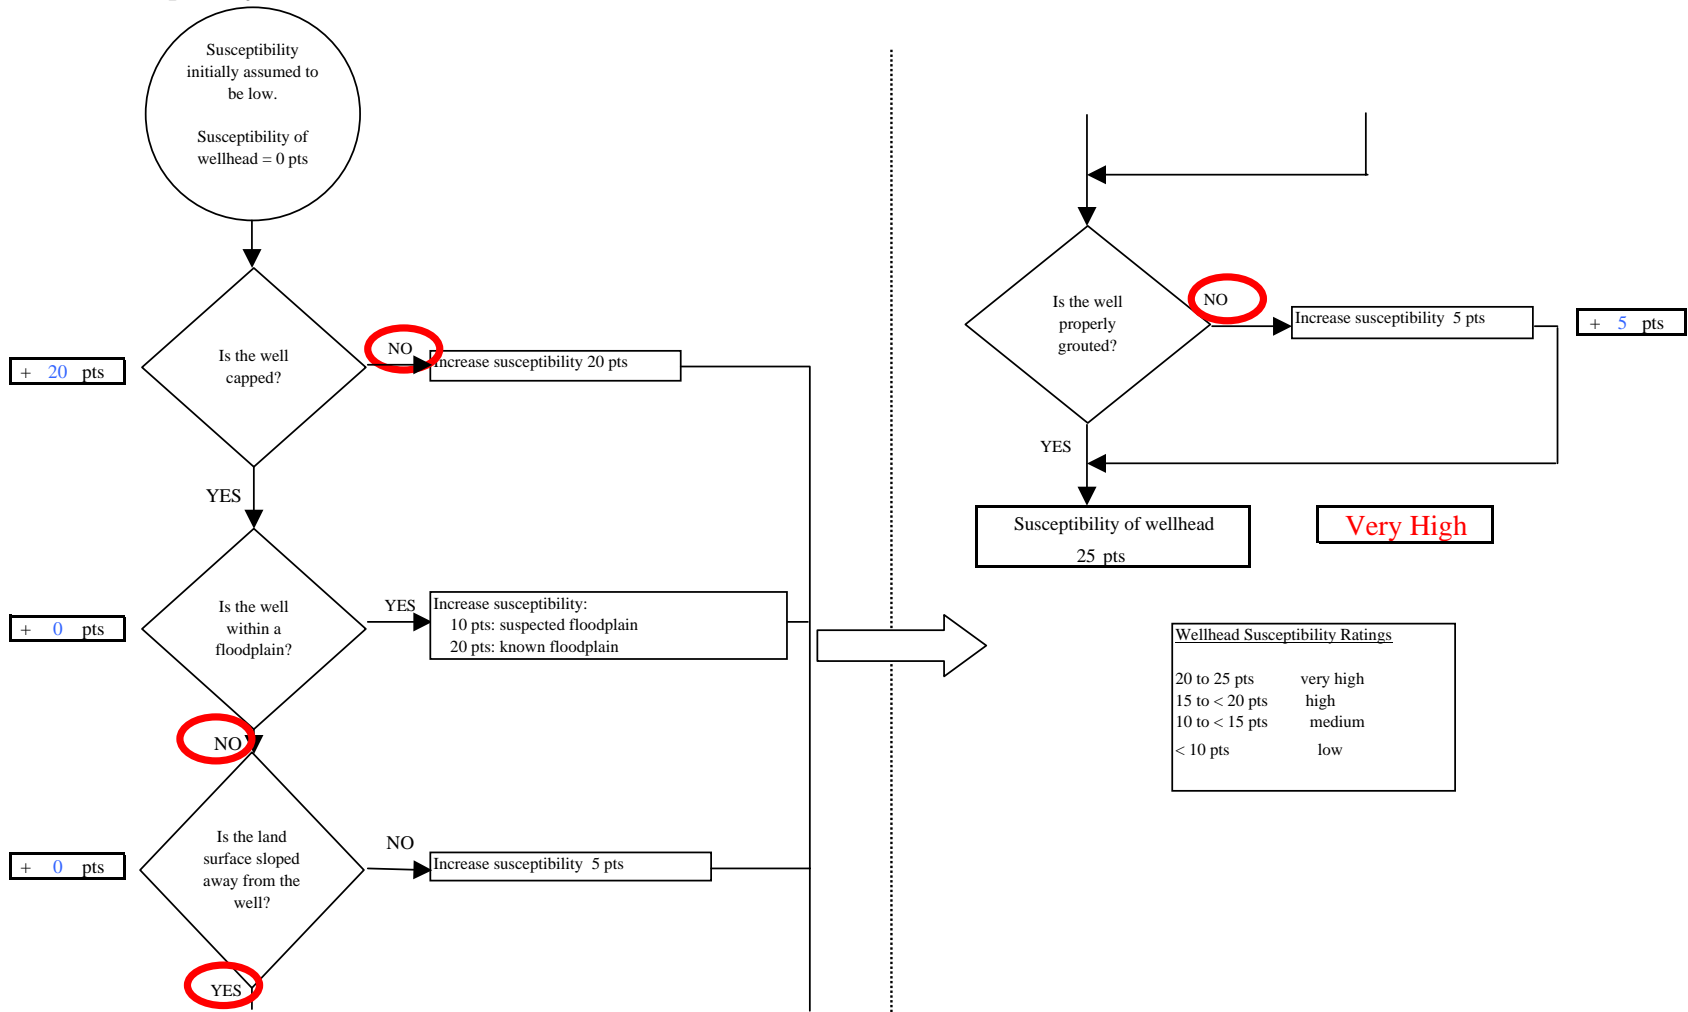 Susceptibility
initially assumed to
be low.
Susceptibility of
wellhead = 0 pts
Is the well
capped?
NO
Increase susceptibility 20 pts
+ 20 pts
YES
Is the well
within a
floodplain?
YES
Increase susceptibility:
10 pts: suspected floodplain
20 pts: known floodplain
+ 0 pts
NO
Is the land
surface sloped
away from the
well?
NO
Increase susceptibility 5 pts
+ 0 pts
YES
Is the well
properly
grouted?
NO
Increase susceptibility 5 pts
+ 5 pts
YES
Susceptibility of wellhead
25 pts
Very High
Wellhead Susceptibility Ratings
20 to 25 pts very high
15 to < 20 pts high
10 to < 15 pts medium
< 10 pts low